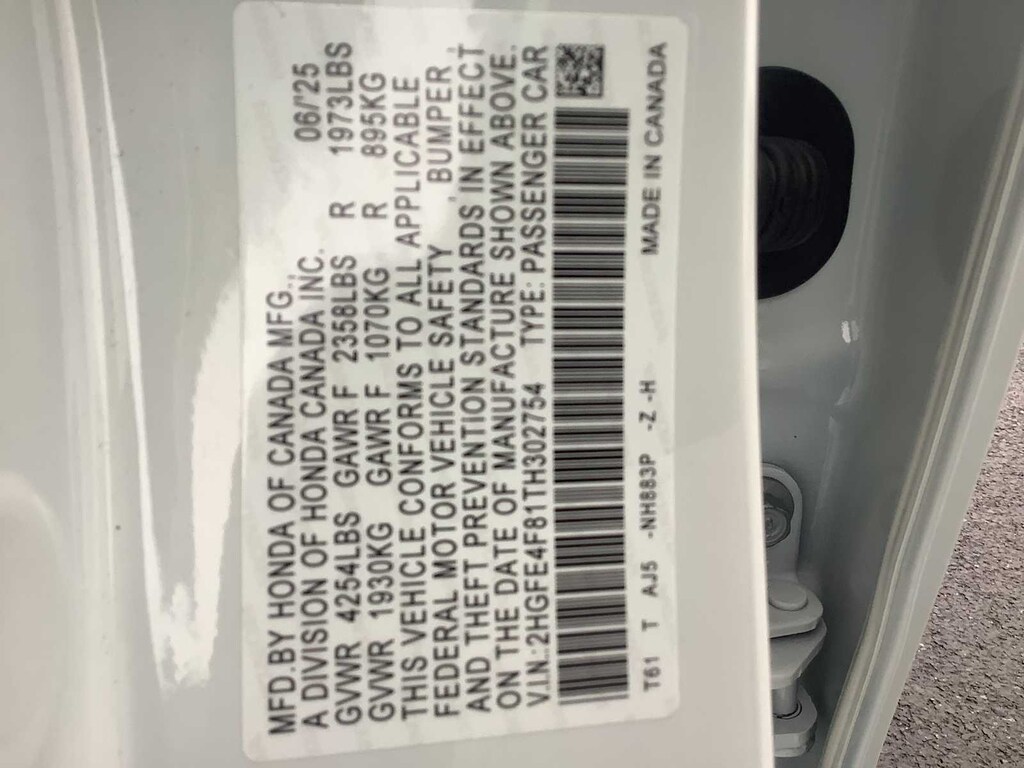 MFD.BY HONDA OF CANADA MFG., 06/'25
A DIVISION OF HONDA CANADA INC.
GVWR 4254LBS GAWR F 2358LBS R 1973LBS
GVWR 1930KG GAWR F 1070KG R 895KG
THIS VEHICLE CONFORMS TO ALL APPLICABLE
FEDERAL MOTOR VEHICLE SAFETY, BUMPER,
AND THEFT PREVENTION STANDARDS IN EFFECT
ON THE DATE OF MANUFACTURE SHOWN ABOVE.
V.I.N.:2HGFE4F81TH302754 TYPE: PASSENGER CAR
T61 T AJ5 -NH883P -Z -H MADE IN CANADA